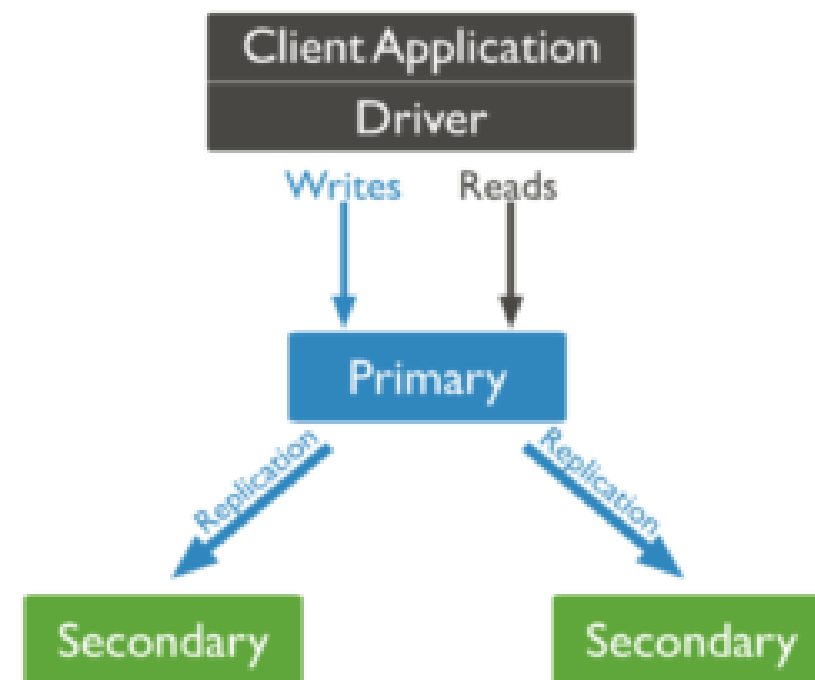 Client Application
Driver
Writes
Reads
Primary
Replication
Replication
Secondary
Secondary